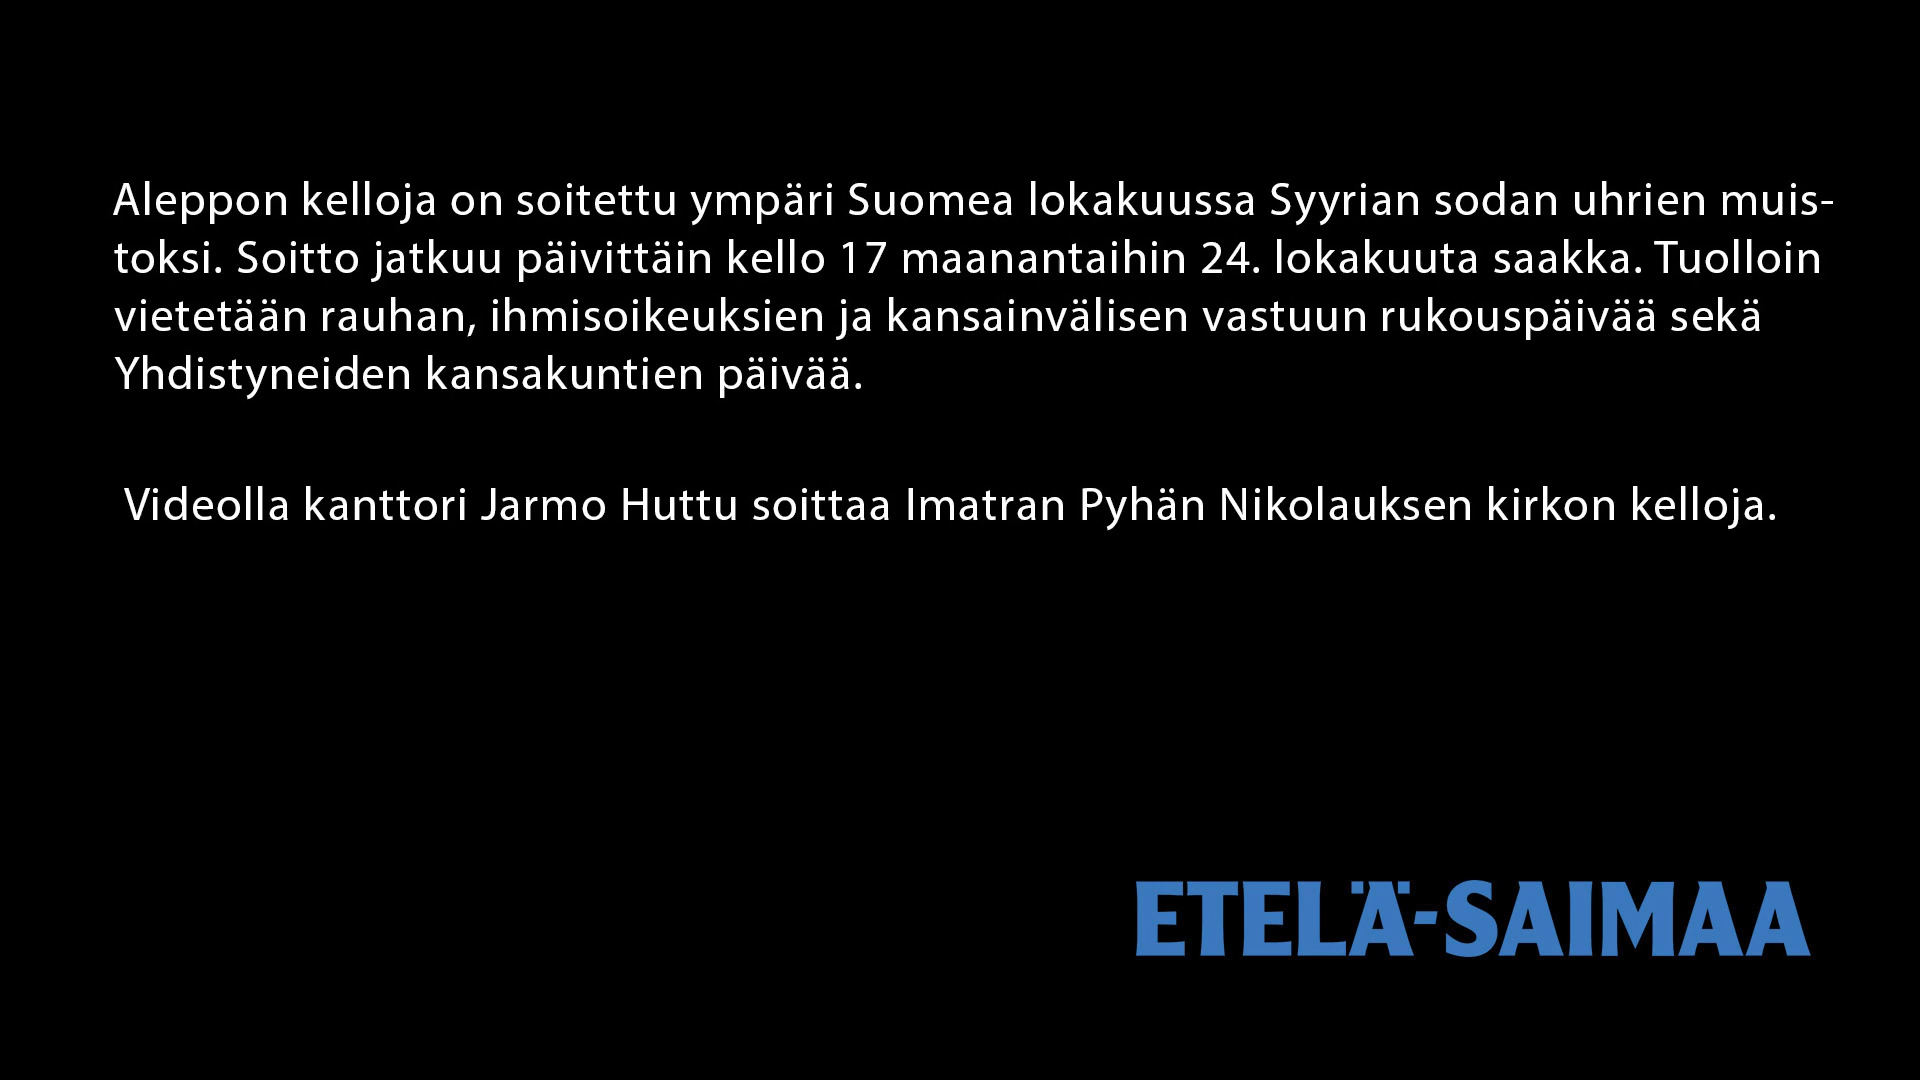 Aleppon kelloja on soitettu ympäri Suomea lokakuussa Syyrian sodan uhrien muis-
toksi. Soitto jatkuu päivittäin kello 17 maanantaihin 24. lokakuuta saakka. Tuolloin
vietetään rauhan, ihmisoikeuksien ja kansainvälisen vastuun rukouspäivää sekä
Yhdistyneiden kansakuntien päivää.
Videolla kanttori Jarmo Huttu soittaa Imatran Pyhän Nikolauksen kirkon kelloja.
ETELÄ-SAIMAA